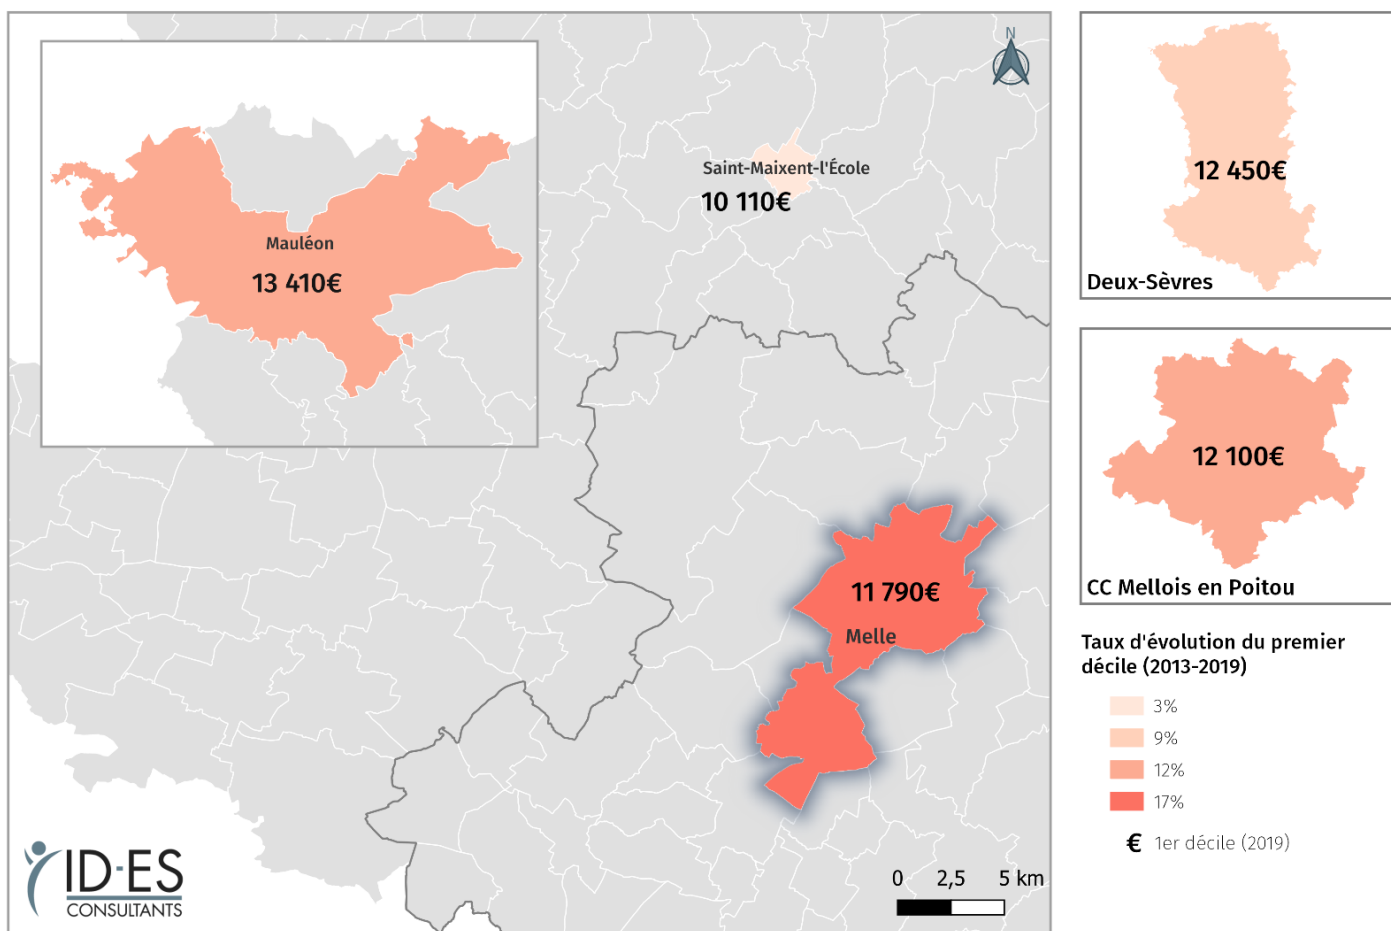 N
Saint-Maixent-l'École
10 110€
Mauléon
13 410€
11 790€
Melle
0 2,5 5 km
ID-ES
CONSULTANTS
12 450€
Deux-Sèvres
12 100€
CC Mellois en Poitou
Taux d'évolution du premier
décile (2013-2019)
3%
9%
12%
17%
€ 1er décile (2019)